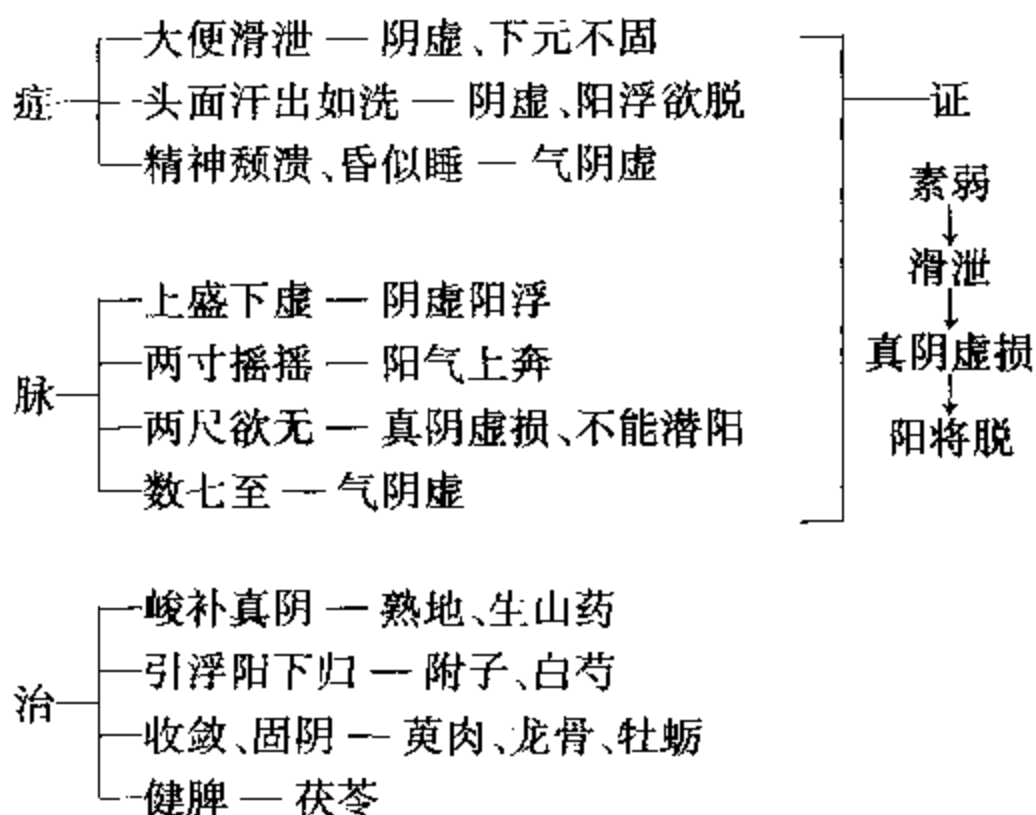 症
大便滑泄 — 阴虚、下元不固
头面汗出如洗 — 阴虚、阳浮欲脱
精神颓溃、昏似睡 — 气阴虚
脉
上盛下虚 — 阴虚阳浮
两寸摇摇 — 阳气上奔
两尺欲无 — 真阴虚损、不能潜阳
数七至 — 气阴虚
证
素弱
滑泄
真阴虚损
阳将脱
治
峻补真阴 — 熟地、生山药
引浮阳下归 — 附子、白芍
收敛、固阴 — 萸肉、龙骨、牡蛎
健脾 — 茯苓